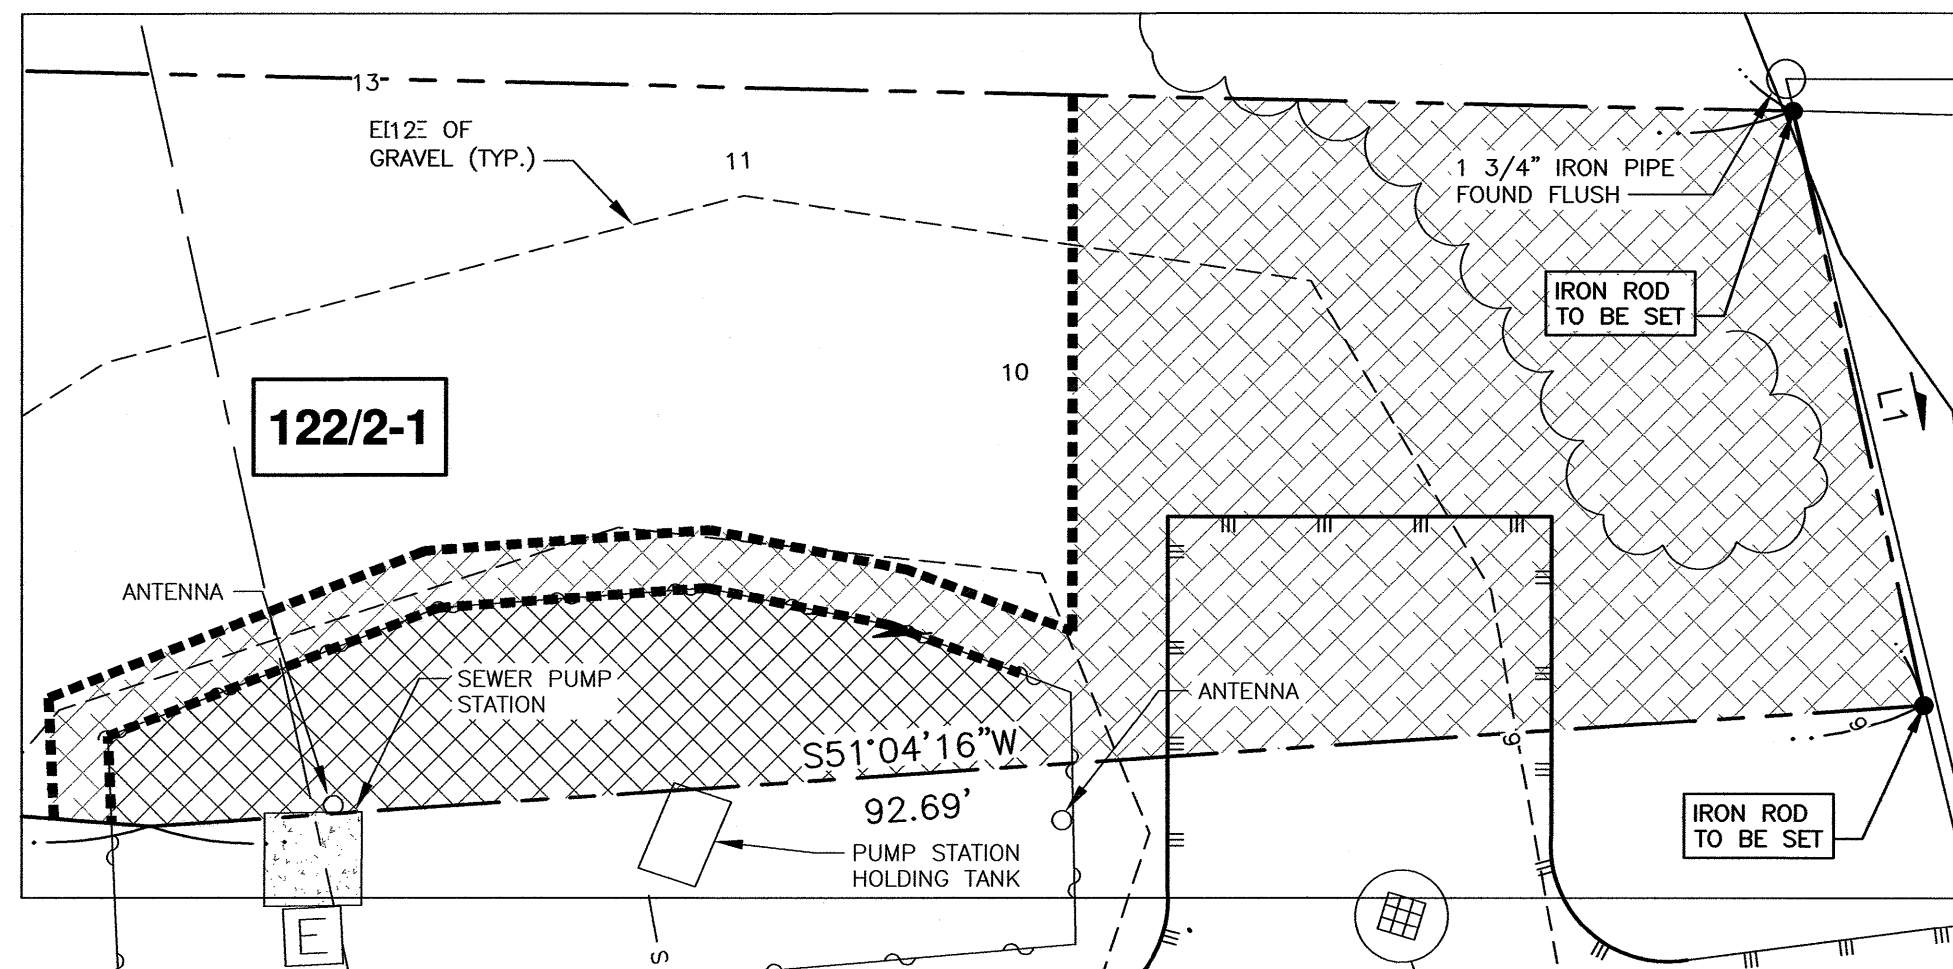 13
EI12E OF
GRAVEL (TYP.)
11
1 3/4" IRON PIPE
FOUND FLUSH
IRON ROD
TO BE SET
10
L1
122/2-1
ANTENNA
SEWER PUMP
STATION
ANTENNA
S51°04'16"W
92.69'
9
9
IRON ROD
TO BE SET
PUMP STATION
HOLDING TANK
E
S